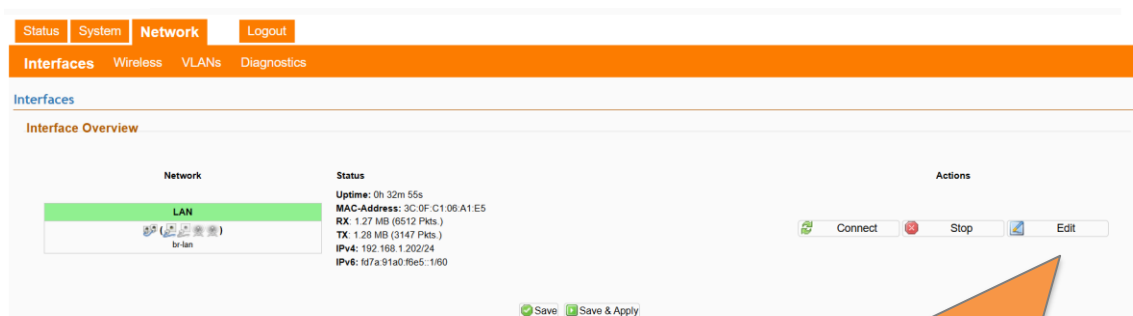 Status System Network Logout
Interfaces Wireless VLANs Diagnostics
Interfaces
Interface Overview
Network Status Actions
Uptime: 0h 32m 55s
LAN MAC-Address: 3C:0F:C1:06:A1:E5
RX: 1.27 MB (6512 Pkts.)
TX: 1.28 MB (3147 Pkts.)
( ) Connect Stop Edit
br-lan IPv4: 192.168.1.202/24
IPv6: fd7a:91a0:f6e5::1/60
Save Save & Apply